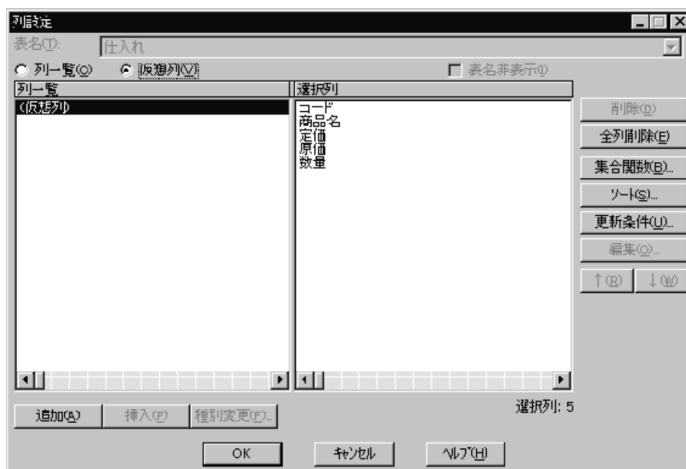 列設定
表名(T):
仕入れ
列一覧(C)
仮想列(V)
表名非表示(I)
列一覧
選択列
(仮想列)
コード
商品名
定価
原価
数量
削除(D)
全列削除(E)
集合関数(B)...
ソート(S)...
更新条件(U)...
編集(O)...
↑(R)
↓(W)
選択列: 5
追加(A)
挿入(P)
種別変更(F)...
OK
キャンセル
ヘルプ(H)